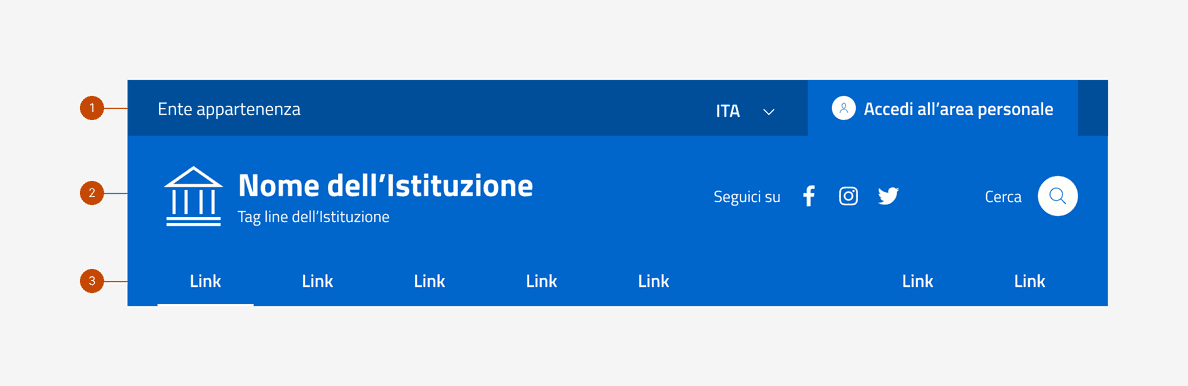 1
Ente appartenenza
ITA
Accedi all’area personale
2
Nome dell’Istituzione
Tag line dell’Istituzione
Seguici su
Cerca
3
Link Link Link Link Link Link Link